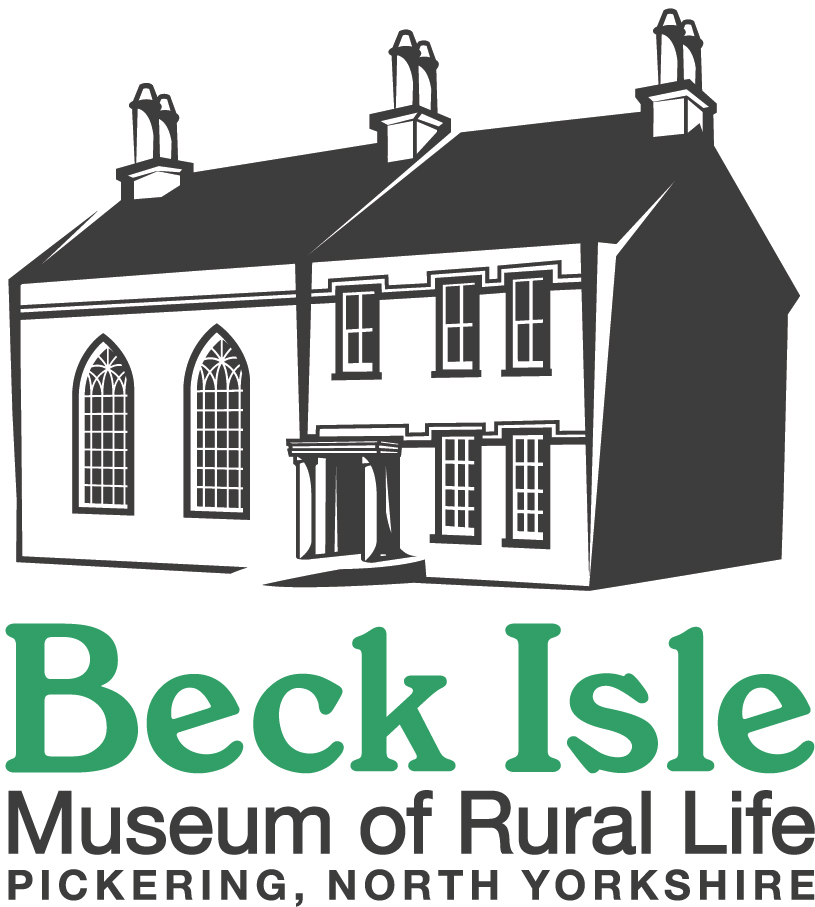 Beck Isle
Museum of Rural Life
PICKERING, NORTH YORKSHIRE